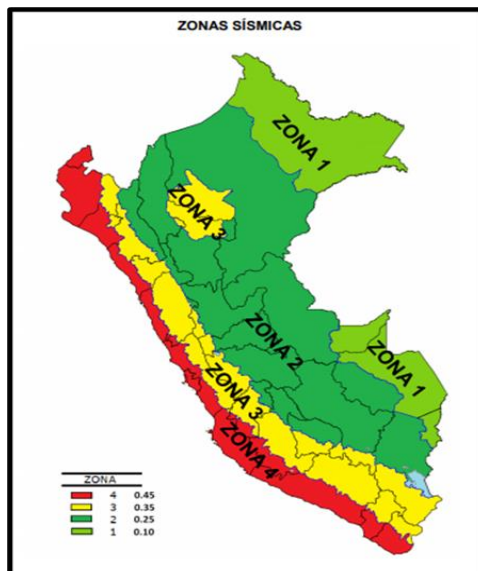 ZONAS SÍSMICAS
ZONA 1
ZONA 3
ZONA 2
ZONA 1
ZONA 3
ZONA 4
ZONA
4 0.45
3 0.35
2 0.25
1 0.10